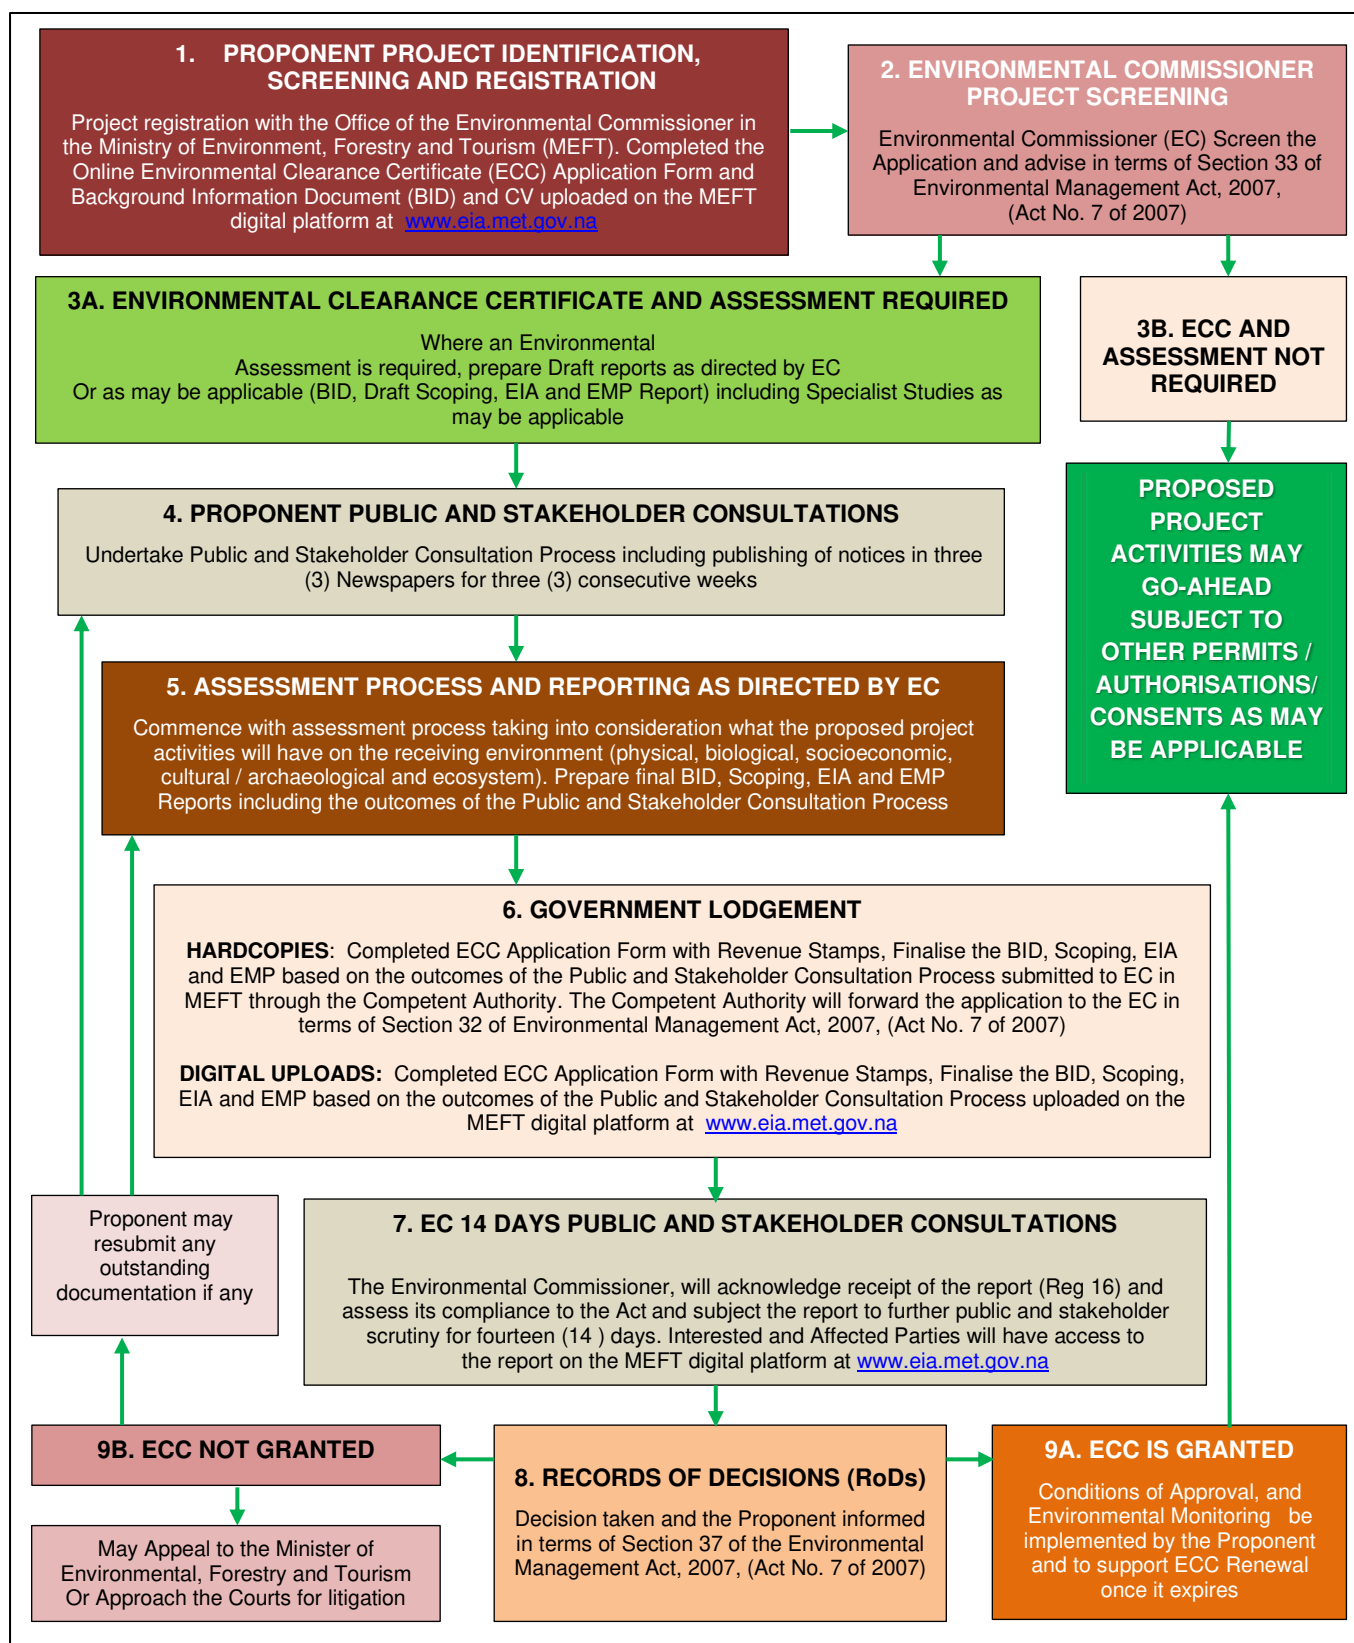 1. PROPONENT PROJECT IDENTIFICATION,
SCREENING AND REGISTRATION
Project registration with the Office of the Environmental Commissioner in
the Ministry of Environment, Forestry and Tourism (MEFT). Completed the
Online Environmental Clearance Certificate (ECC) Application Form and
Background Information Document (BID) and CV uploaded on the MEFT
digital platform at www.eia.met.gov.na
2. ENVIRONMENTAL COMMISSIONER
PROJECT SCREENING
Environmental Commissioner (EC) Screen the
Application and advise in terms of Section 33 of
Environmental Management Act, 2007,
(Act No. 7 of 2007)
3A. ENVIRONMENTAL CLEARANCE CERTIFICATE AND ASSESSMENT REQUIRED
Where an Environmental
Assessment is required, prepare Draft reports as directed by EC
Or as may be applicable (BID, Draft Scoping, EIA and EMP Report) including Specialist Studies as
may be applicable
3B. ECC AND
ASSESSMENT NOT
REQUIRED
4. PROPONENT PUBLIC AND STAKEHOLDER CONSULTATIONS
Undertake Public and Stakeholder Consultation Process including publishing of notices in three
(3) Newspapers for three (3) consecutive weeks
PROPOSED
PROJECT
ACTIVITIES MAY
GO-AHEAD
SUBJECT TO
OTHER PERMITS /
AUTHORISATIONS/
CONSENTS AS MAY
BE APPLICABLE
5. ASSESSMENT PROCESS AND REPORTING AS DIRECTED BY EC
Commence with assessment process taking into consideration what the proposed project
activities will have on the receiving environment (physical, biological, socioeconomic,
cultural / archaeological and ecosystem). Prepare final BID, Scoping, EIA and EMP
Reports including the outcomes of the Public and Stakeholder Consultation Process
6. GOVERNMENT LODGEMENT
HARDCOPIES: Completed ECC Application Form with Revenue Stamps, Finalise the BID, Scoping, EIA
and EMP based on the outcomes of the Public and Stakeholder Consultation Process submitted to EC in
MEFT through the Competent Authority. The Competent Authority will forward the application to the EC in
terms of Section 32 of Environmental Management Act, 2007, (Act No. 7 of 2007)
DIGITAL UPLOADS: Completed ECC Application Form with Revenue Stamps, Finalise the BID, Scoping,
EIA and EMP based on the outcomes of the Public and Stakeholder Consultation Process uploaded on the
MEFT digital platform at www.eia.met.gov.na
Proponent may
resubmit any
outstanding
documentation if any
7. EC 14 DAYS PUBLIC AND STAKEHOLDER CONSULTATIONS
The Environmental Commissioner, will acknowledge receipt of the report (Reg 16) and
assess its compliance to the Act and subject the report to further public and stakeholder
scrutiny for fourteen (14 ) days. Interested and Affected Parties will have access to
the report on the MEFT digital platform at www.eia.met.gov.na
9B. ECC NOT GRANTED
May Appeal to the Minister of
Environmental, Forestry and Tourism
Or Approach the Courts for litigation
8. RECORDS OF DECISIONS (RoDs)
Decision taken and the Proponent informed
in terms of Section 37 of the Environmental
Management Act, 2007, (Act No. 7 of 2007)
9A. ECC IS GRANTED
Conditions of Approval, and
Environmental Monitoring be
implemented by the Proponent
and to support ECC Renewal
once it expires